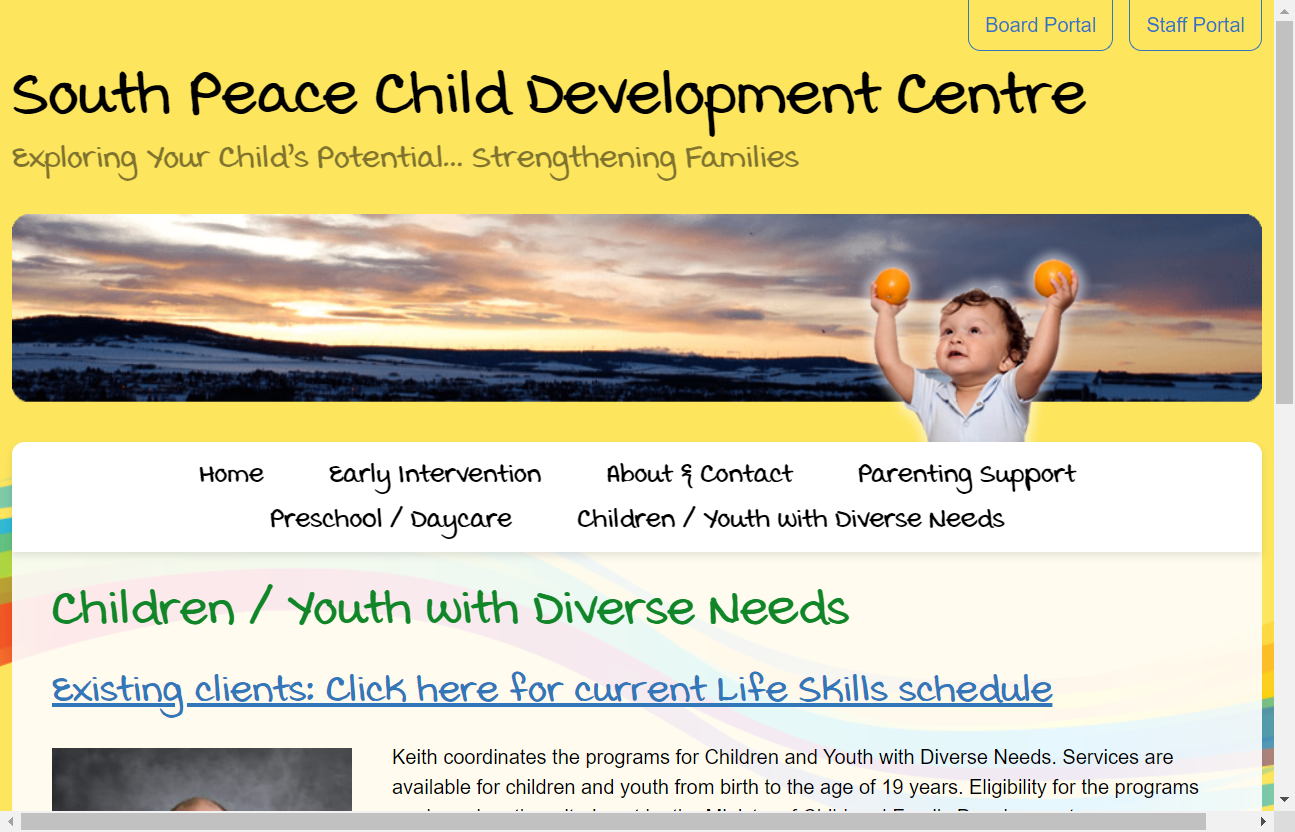 Board Portal
Staff Portal
South Peace Child Development Centre
Exploring Your Child's Potential... Strengthening Families
Home
Early Intervention
About & Contact
Parenting Support
Preschool / Daycare
Children / Youth with Diverse Needs
Children / Youth with Diverse Needs
Existing clients: Click here for current Life Skills schedule
Keith coordinates the programs for Children and Youth with Diverse Needs. Services are
available for children and youth from birth to the age of 19 years. Eligibility for the programs